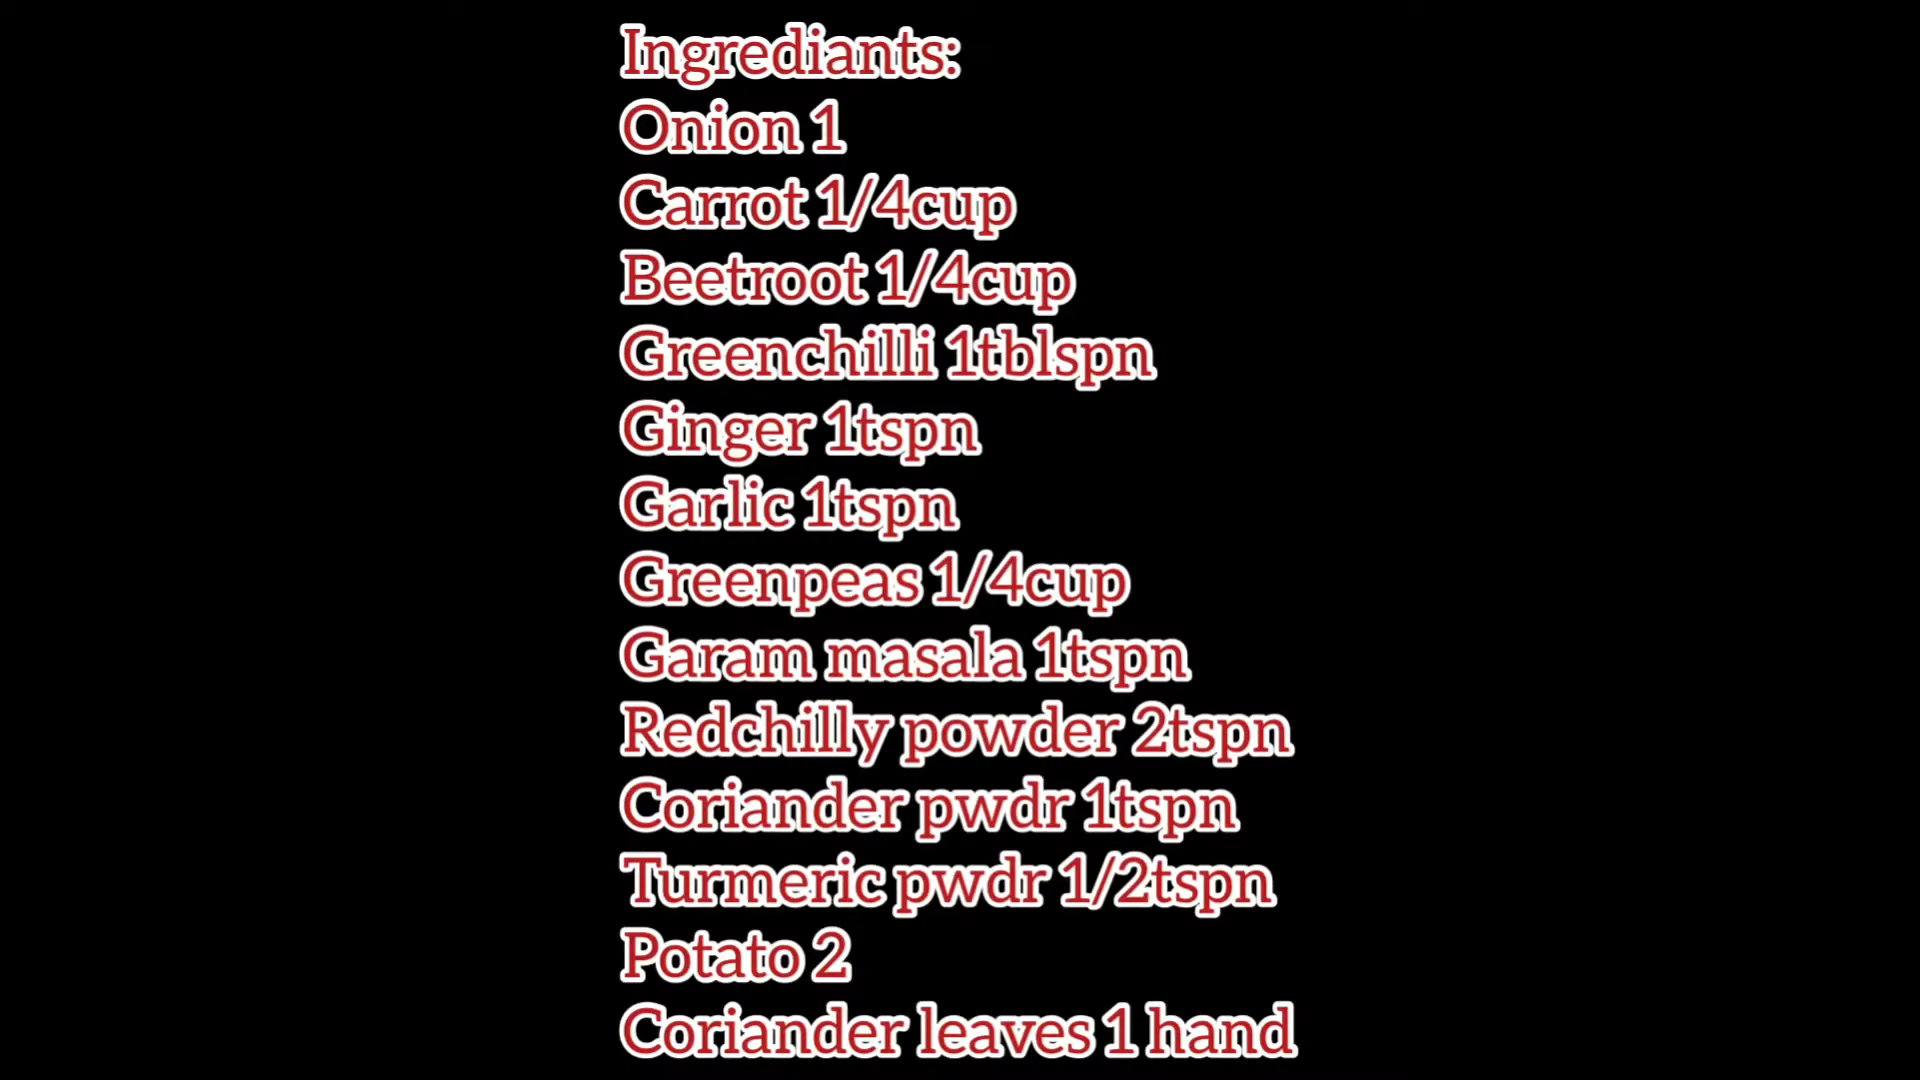 Ingrediants:
Onion 1
Carrot 1/4cup
Beetroot 1/4cup
Greenchilli 1tblspn
Ginger 1tspn
Garlic 1tspn
Greenpeas 1/4cup
Garam masala 1tspn
Redchilly powder 2tspn
Coriander pwdr 1tspn
Turmeric pwdr 1/2tspn
Potato 2
Coriander leaves 1 hand